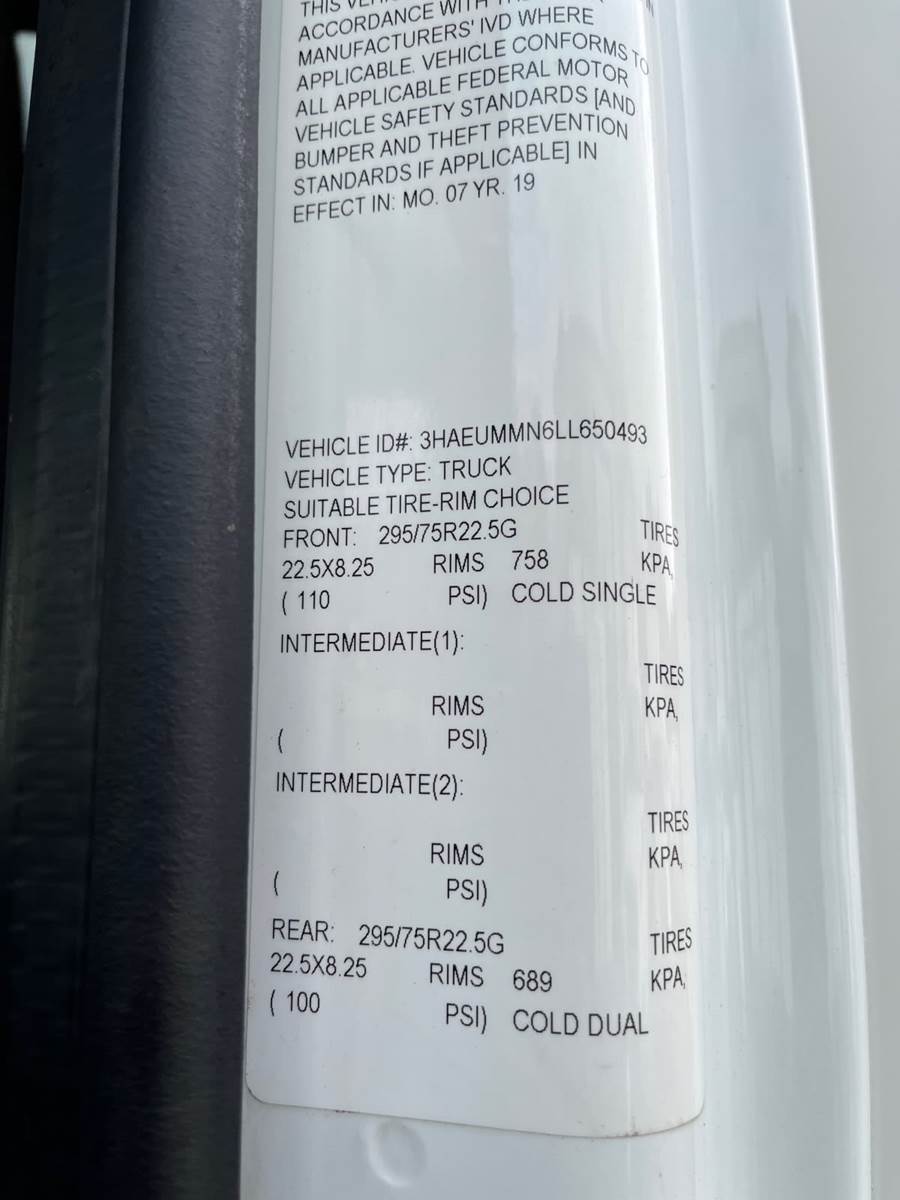 THIS
ACCORDANCE WITH
MANUFACTURERS' IVD WHERE
APPLICABLE. VEHICLE CONFORMS TO
ALL APPLICABLE FEDERAL MOTOR
VEHICLE SAFETY STANDARDS [AND
BUMPER AND THEFT PREVENTION
STANDARDS IF APPLICABLE] IN
EFFECT IN: MO. 07 YR. 19
VEHICLE ID#: 3HAEUMMN6LL650493
VEHICLE TYPE: TRUCK
SUITABLE TIRE-RIM CHOICE
FRONT: 295/75R22.5G TIRES
22.5X8.25 RIMS 758 KPA,
( 110 PSI) COLD SINGLE
INTERMEDIATE(1):
TIRES
RIMS KPA,
( PSI)
INTERMEDIATE(2):
TIRES
RIMS KPA,
( PSI)
REAR: 295/75R22.5G TIRES
22.5X8.25 RIMS 689 KPA,
( 100 PSI) COLD DUAL